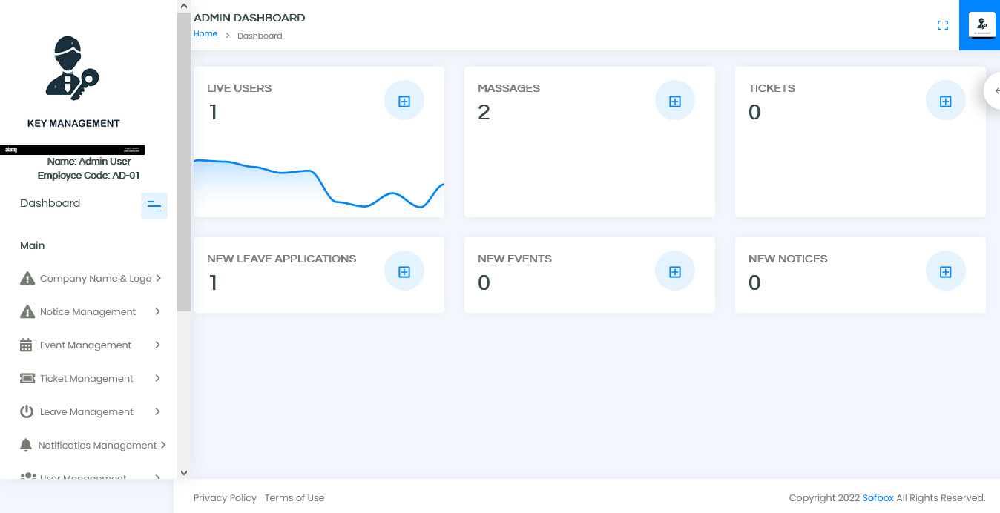 KEY MANAGEMENT
alamy
Name: Admin User
Employee Code: AD-01
Dashboard
Main
Company Name & Logo
Notice Management
Event Management
Ticket Management
Leave Management
Notificatios Management
User Management
ADMIN DASHBOARD
Home
Dashboard
LIVE USERS
1
MASSAGES
2
TICKETS
0
NEW LEAVE APPLICATIONS
1
NEW EVENTS
0
NEW NOTICES
0
Privacy Policy Terms of Use
Copyright 2022 Sofbox All Rights Reserved.